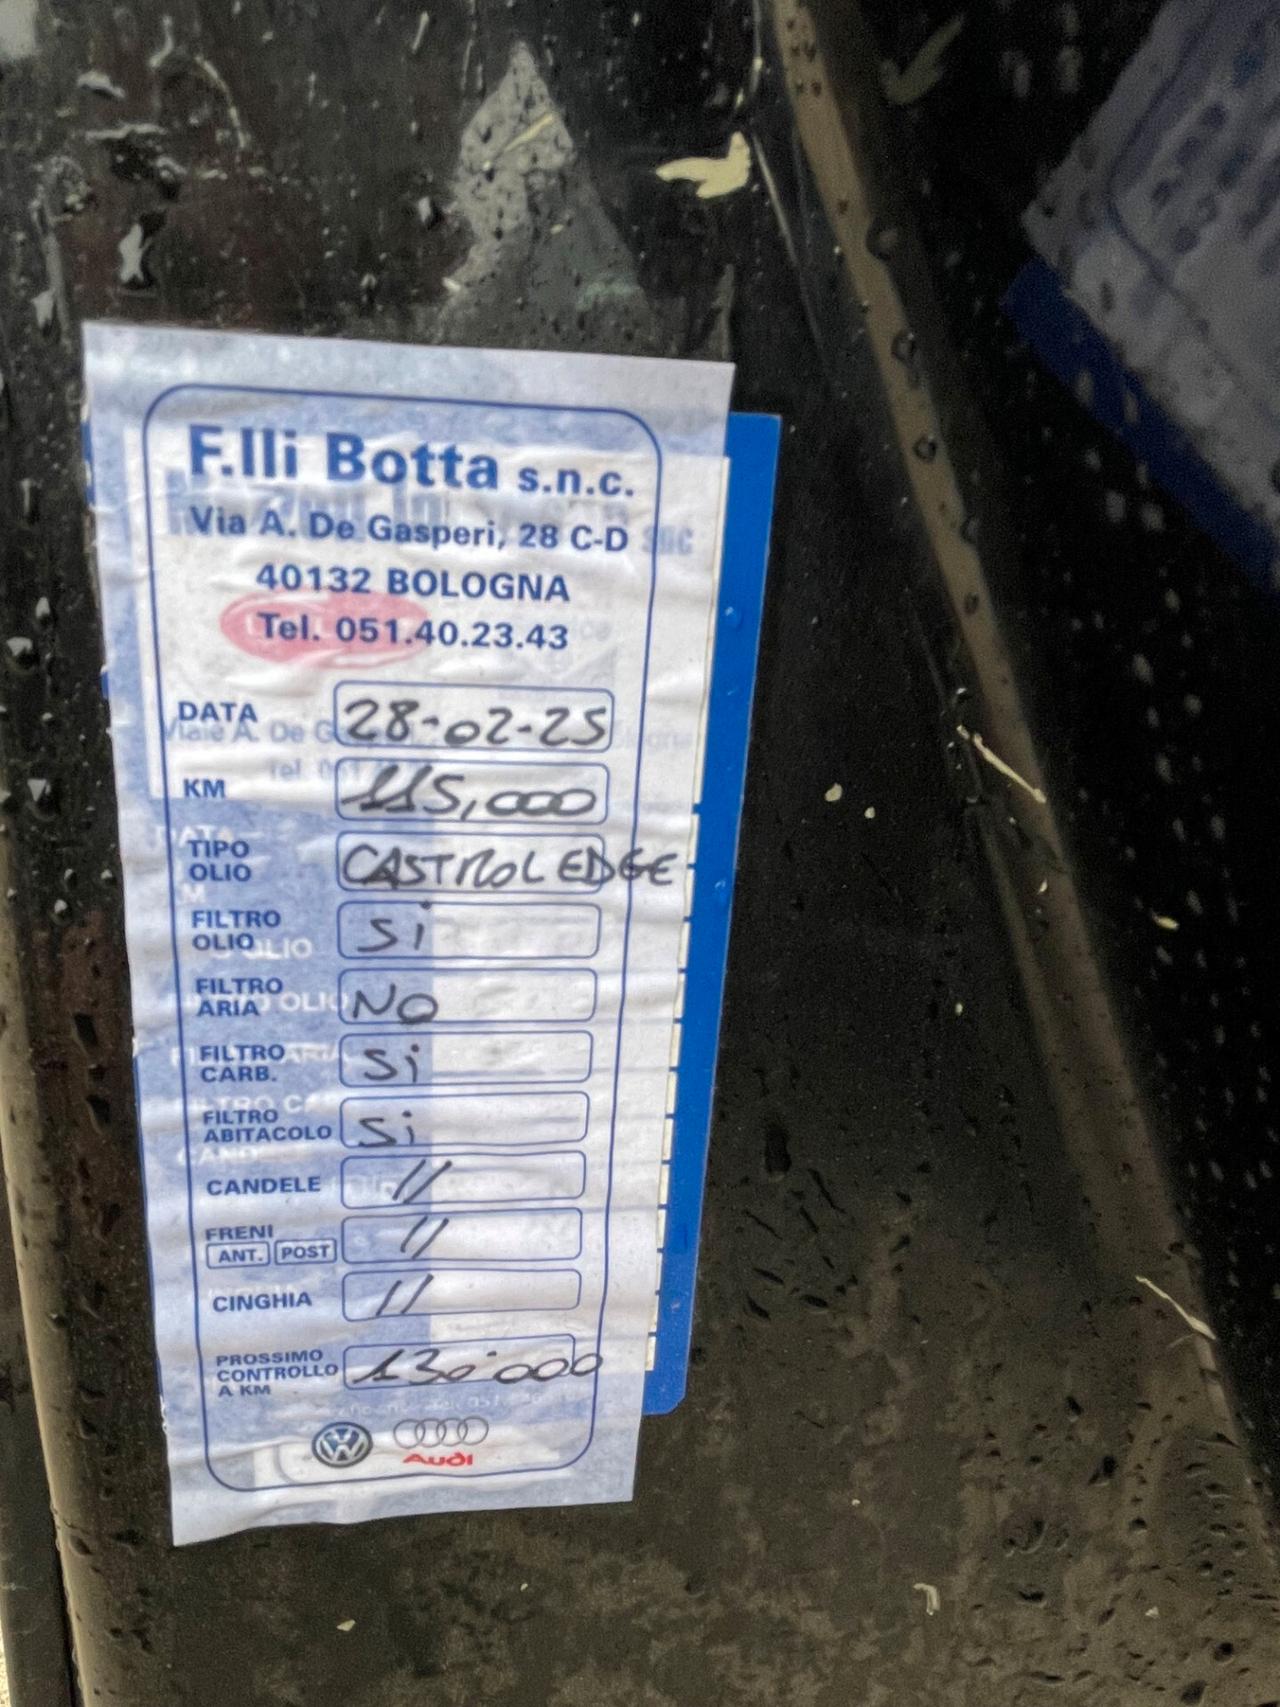 F.lli Botta s.n.c.
Via A. De Gasperi, 28 C-D
40132 BOLOGNA
Tel. 051.40.23.43
DATA 28-02-25
KM 115,000
TIPO
OLIO CASTROL EDGE
FILTRO
OLIO Si
FILTRO
ARIA NO
FILTRO
CARB. Si
FILTRO
ABITACOLO Si
CANDELE //
FRENI
ANT. POST //
CINGHIA //
PROSSIMO
CONTROLLO
A KM 130.000
Audi